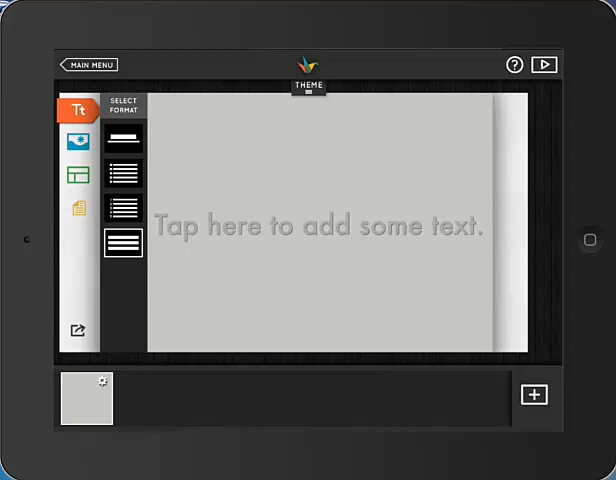 MAIN MENU
?
THEME
Tt
SELECT
FORMAT
Tap here to add some text.